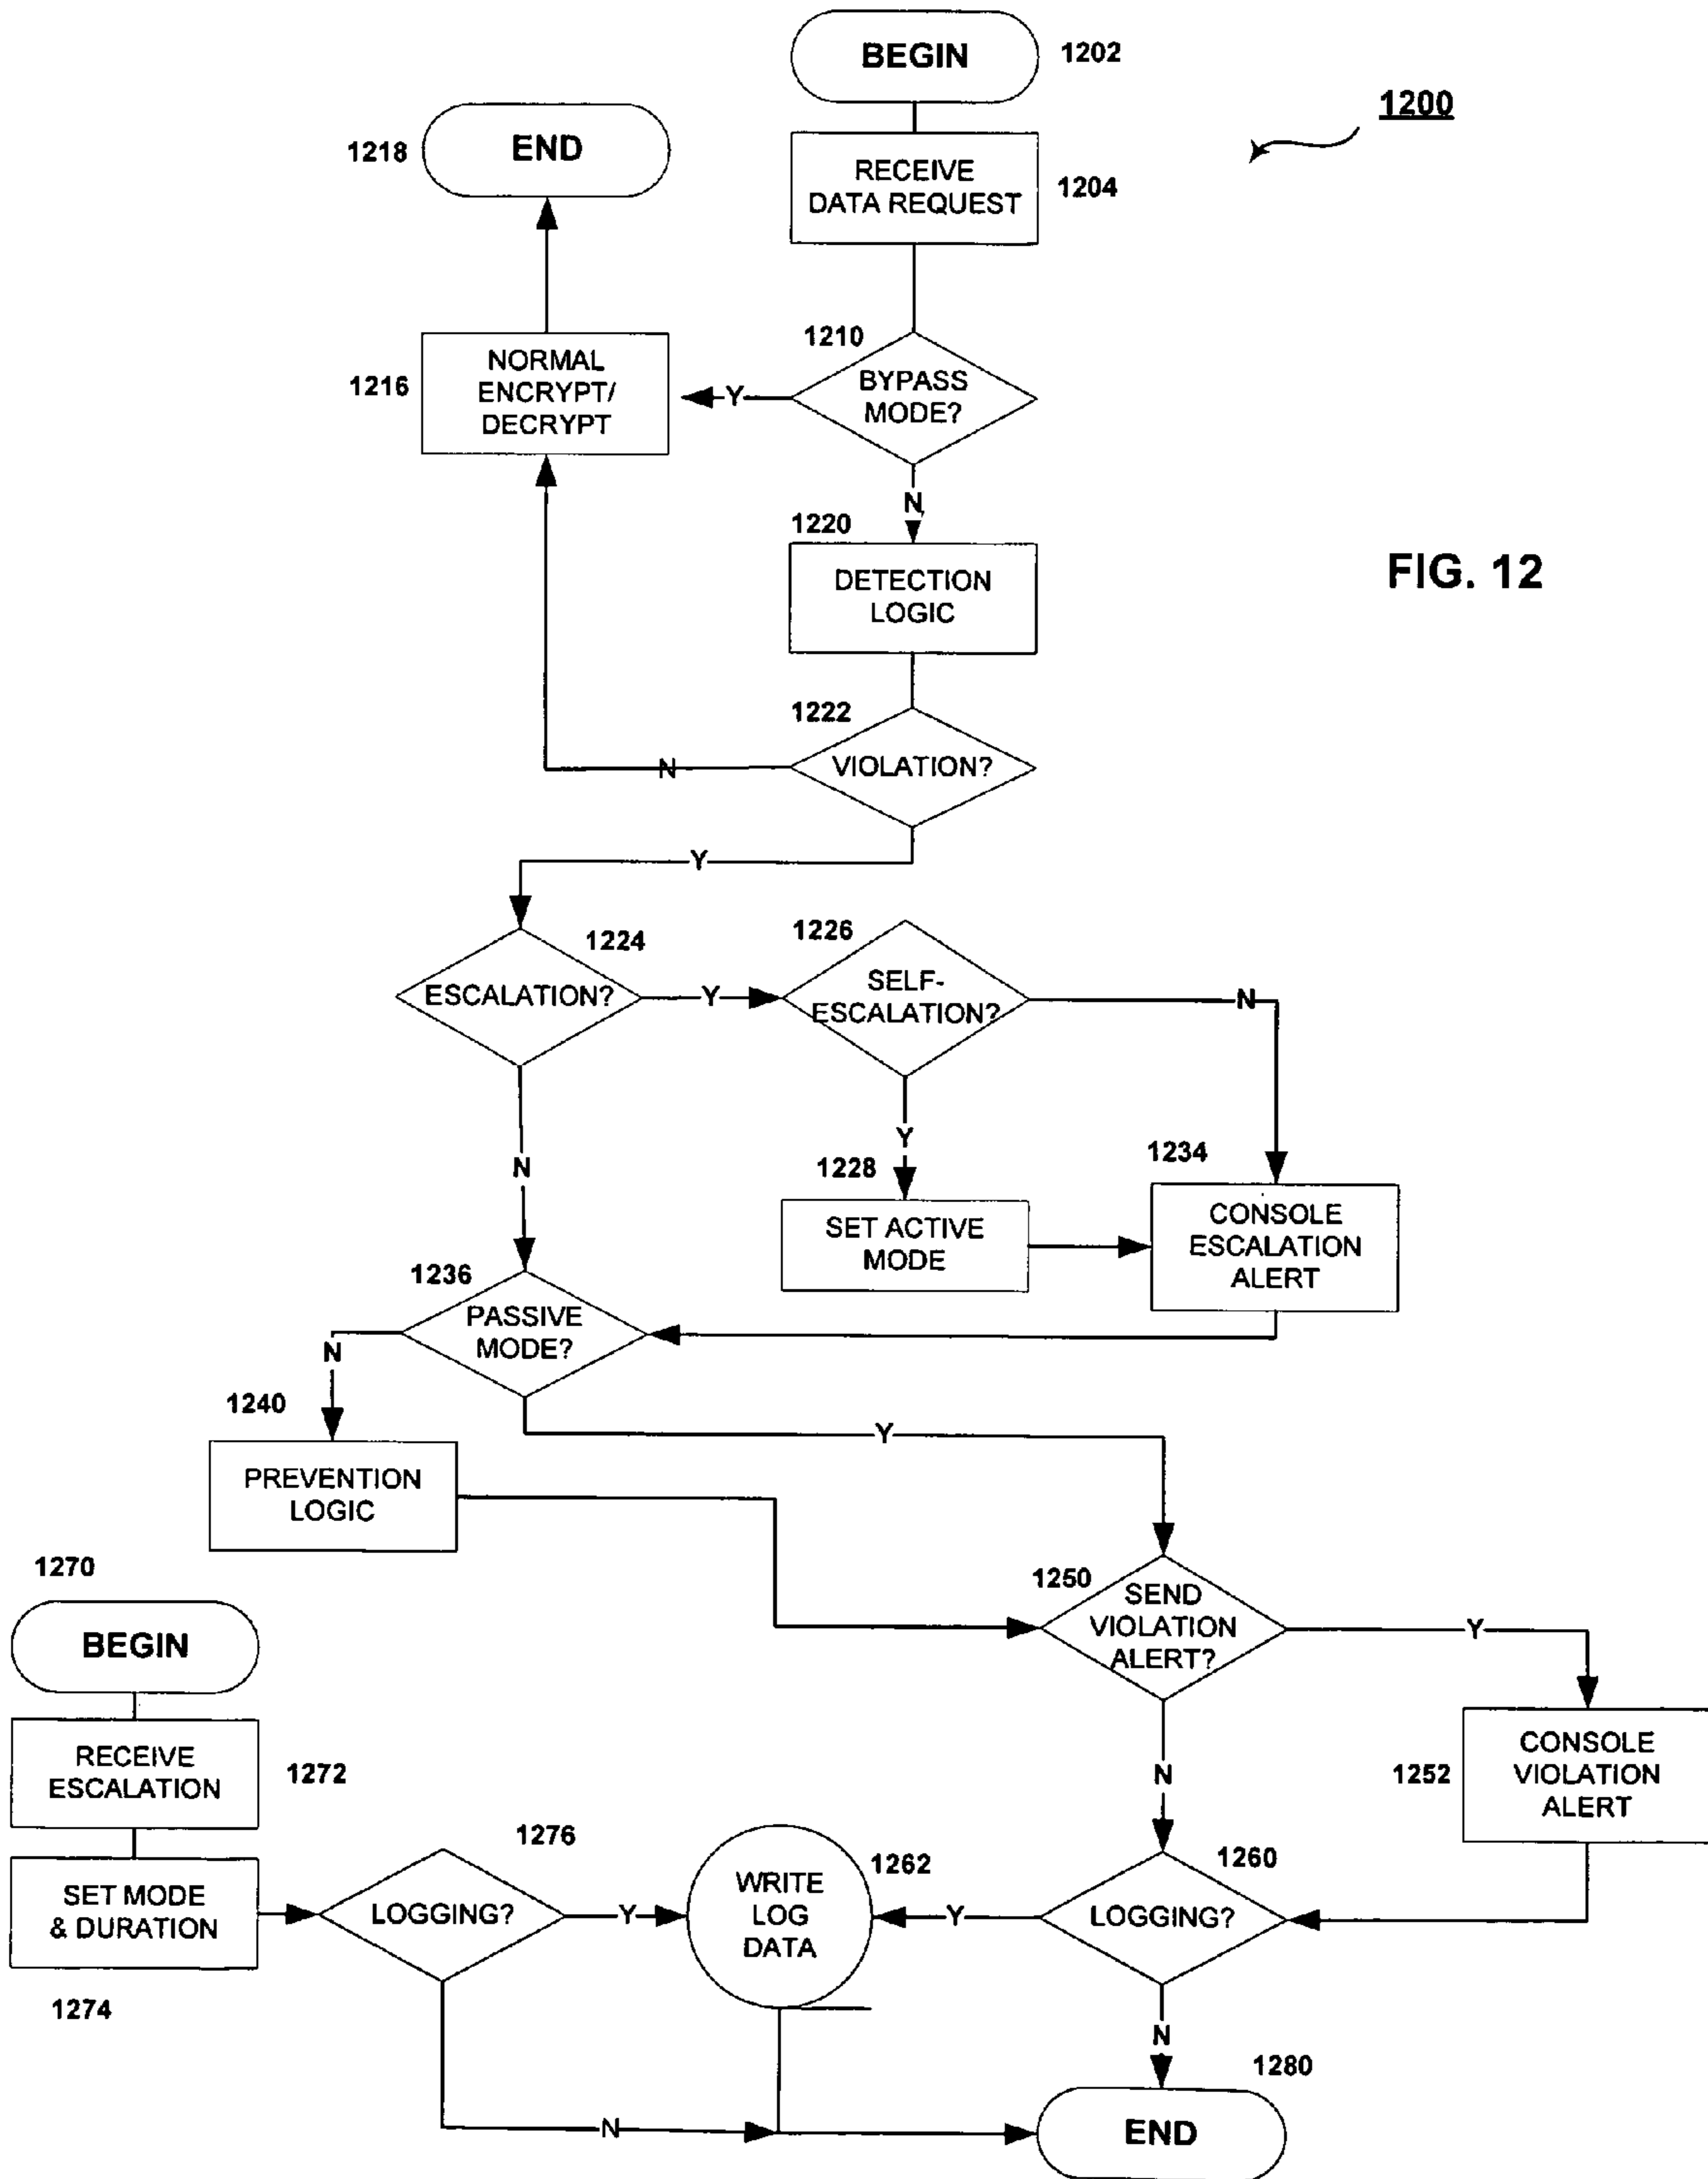 BEGIN
1202
1200
1218
END
RECEIVE
DATA REQUEST
1204
1210
BYPASS
MODE?
Y
1216
NORMAL
ENCRYPT/
DECRYPT
N
1220
DETECTION
LOGIC
FIG. 12
1222
VIOLATION?
N
Y
1224
ESCALATION?
Y
1226
SELF-
ESCALATION?
N
N
Y
1228
SET ACTIVE
MODE
1234
CONSOLE
ESCALATION
ALERT
1236
PASSIVE
MODE?
N
Y
1240
PREVENTION
LOGIC
1250
SEND
VIOLATION
ALERT?
Y
N
1252
CONSOLE
VIOLATION
ALERT
1270
BEGIN
RECEIVE
ESCALATION
1272
SET MODE
& DURATION
1274
1276
LOGGING?
Y
N
WRITE
LOG
DATA
1262
Y
1260
LOGGING?
N
1280
END